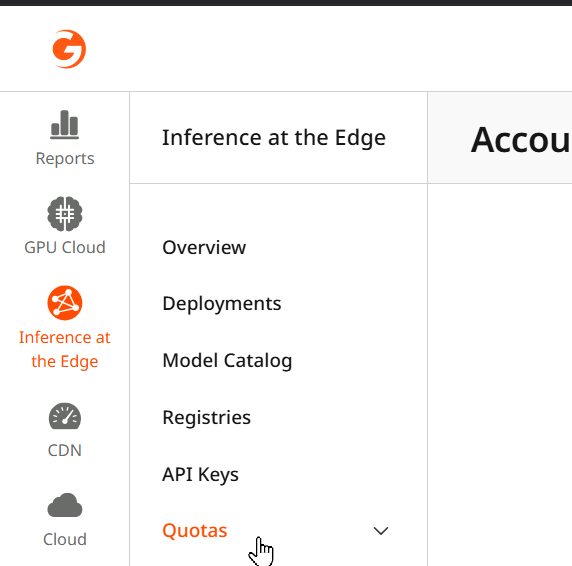 Reports
GPU Cloud
Inference at
the Edge
CDN
Cloud
Inference at the Edge
Overview
Deployments
Model Catalog
Registries
API Keys
Quotas
Accou